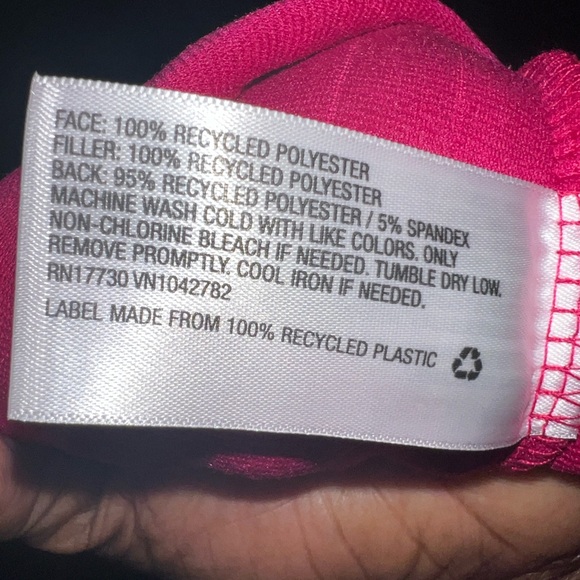 FACE: 100% RECYCLED POLYESTER
FILLER: 100% RECYCLED POLYESTER
BACK: 95% RECYCLED POLYESTER / 5% SPANDEX
MACHINE WASH COLD WITH LIKE COLORS. ONLY
NON-CHLORINE BLEACH IF NEEDED. TUMBLE DRY LOW.
REMOVE PROMPTLY. COOL IRON IF NEEDED.
RN17730 VN1042782
LABEL MADE FROM 100% RECYCLED PLASTIC